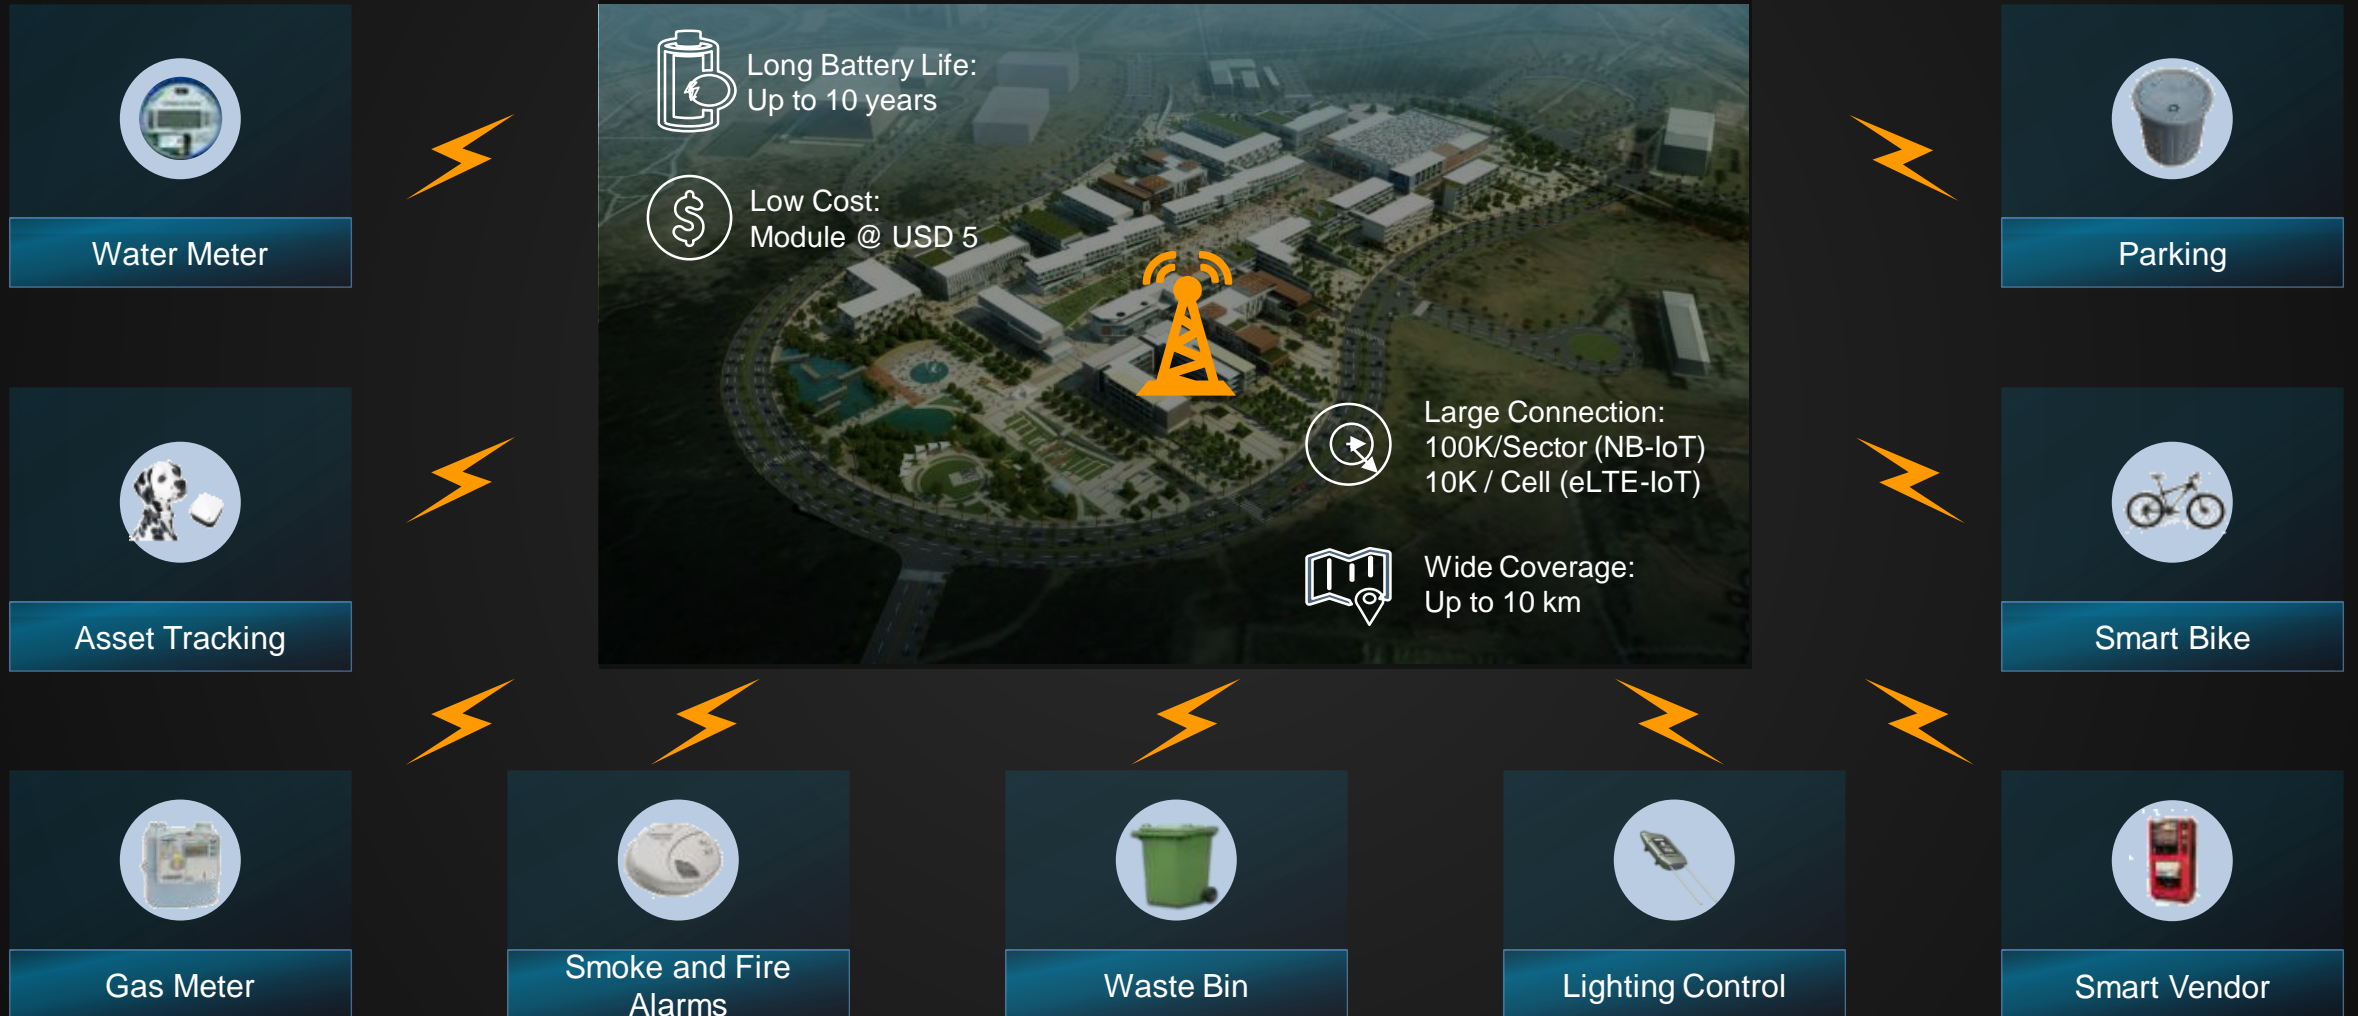 Long Battery Life:
Up to 10 years
Low Cost:
Module @ USD 5
Large Connection:
100K/Sector (NB-IoT)
10K / Cell (eLTE-IoT)
Wide Coverage:
Up to 10 km
Water Meter
Parking
Asset Tracking
Smart Bike
Gas Meter
Smoke and Fire
Alarms
Waste Bin
Lighting Control
Smart Vendor